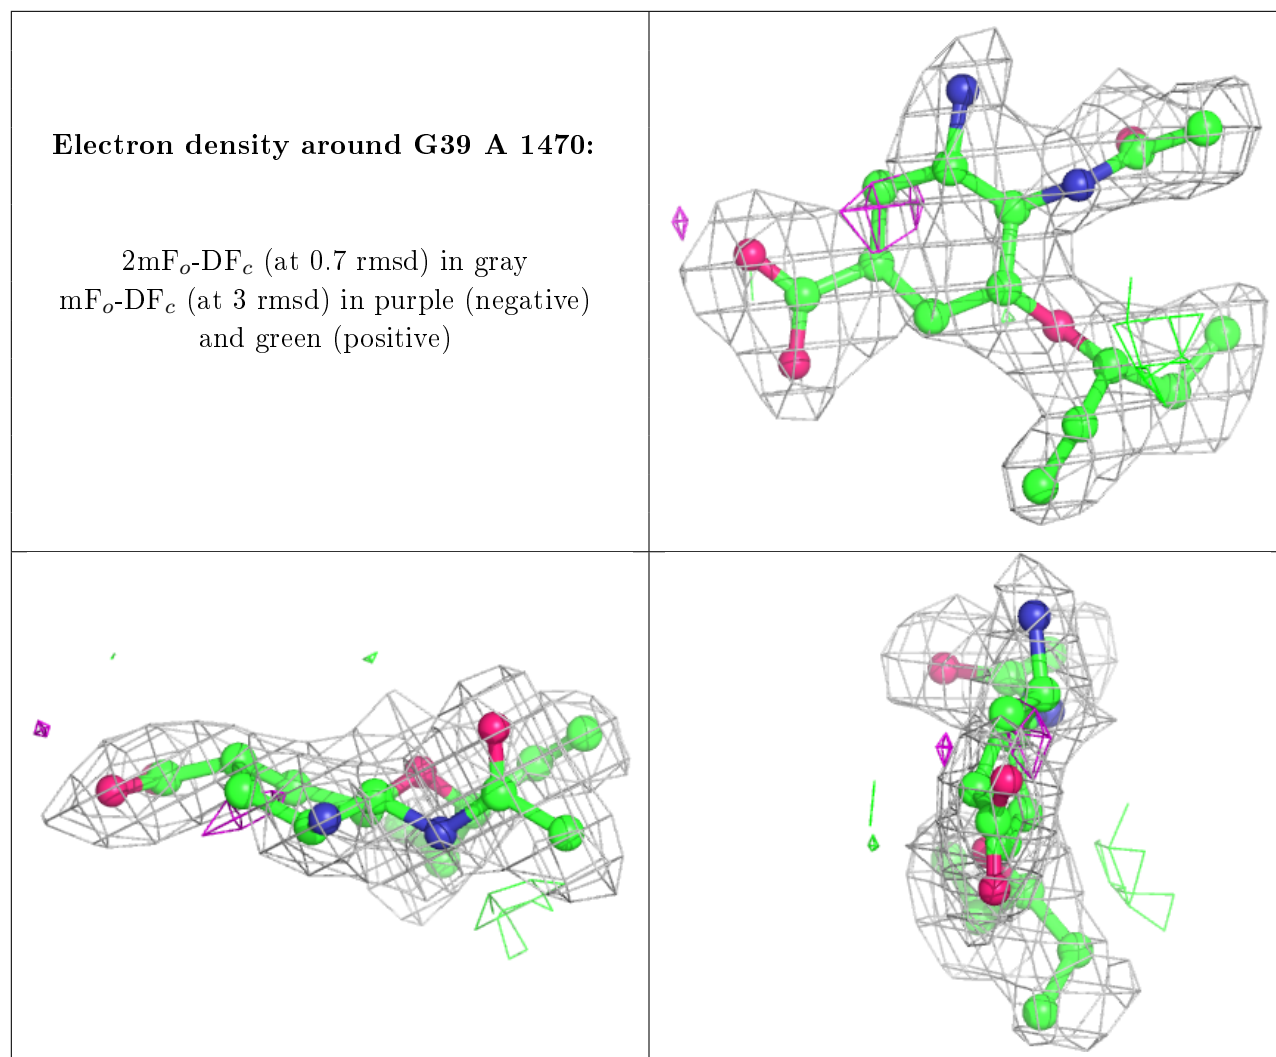 Electron density around G39 A 1470:
2mFo-DFc (at 0.7 rmsd) in gray
mFo-DFc (at 3 rmsd) in purple (negative)
and green (positive)